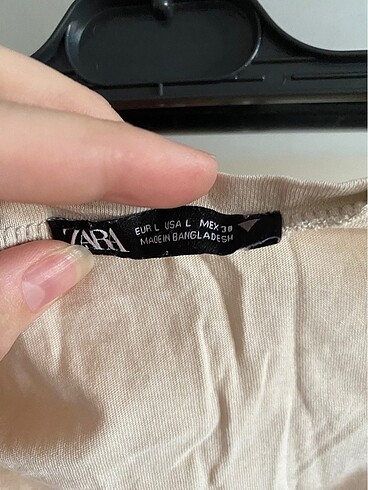 ZARA
EUR L USA L MEX 30
MADE IN BANGLADESH